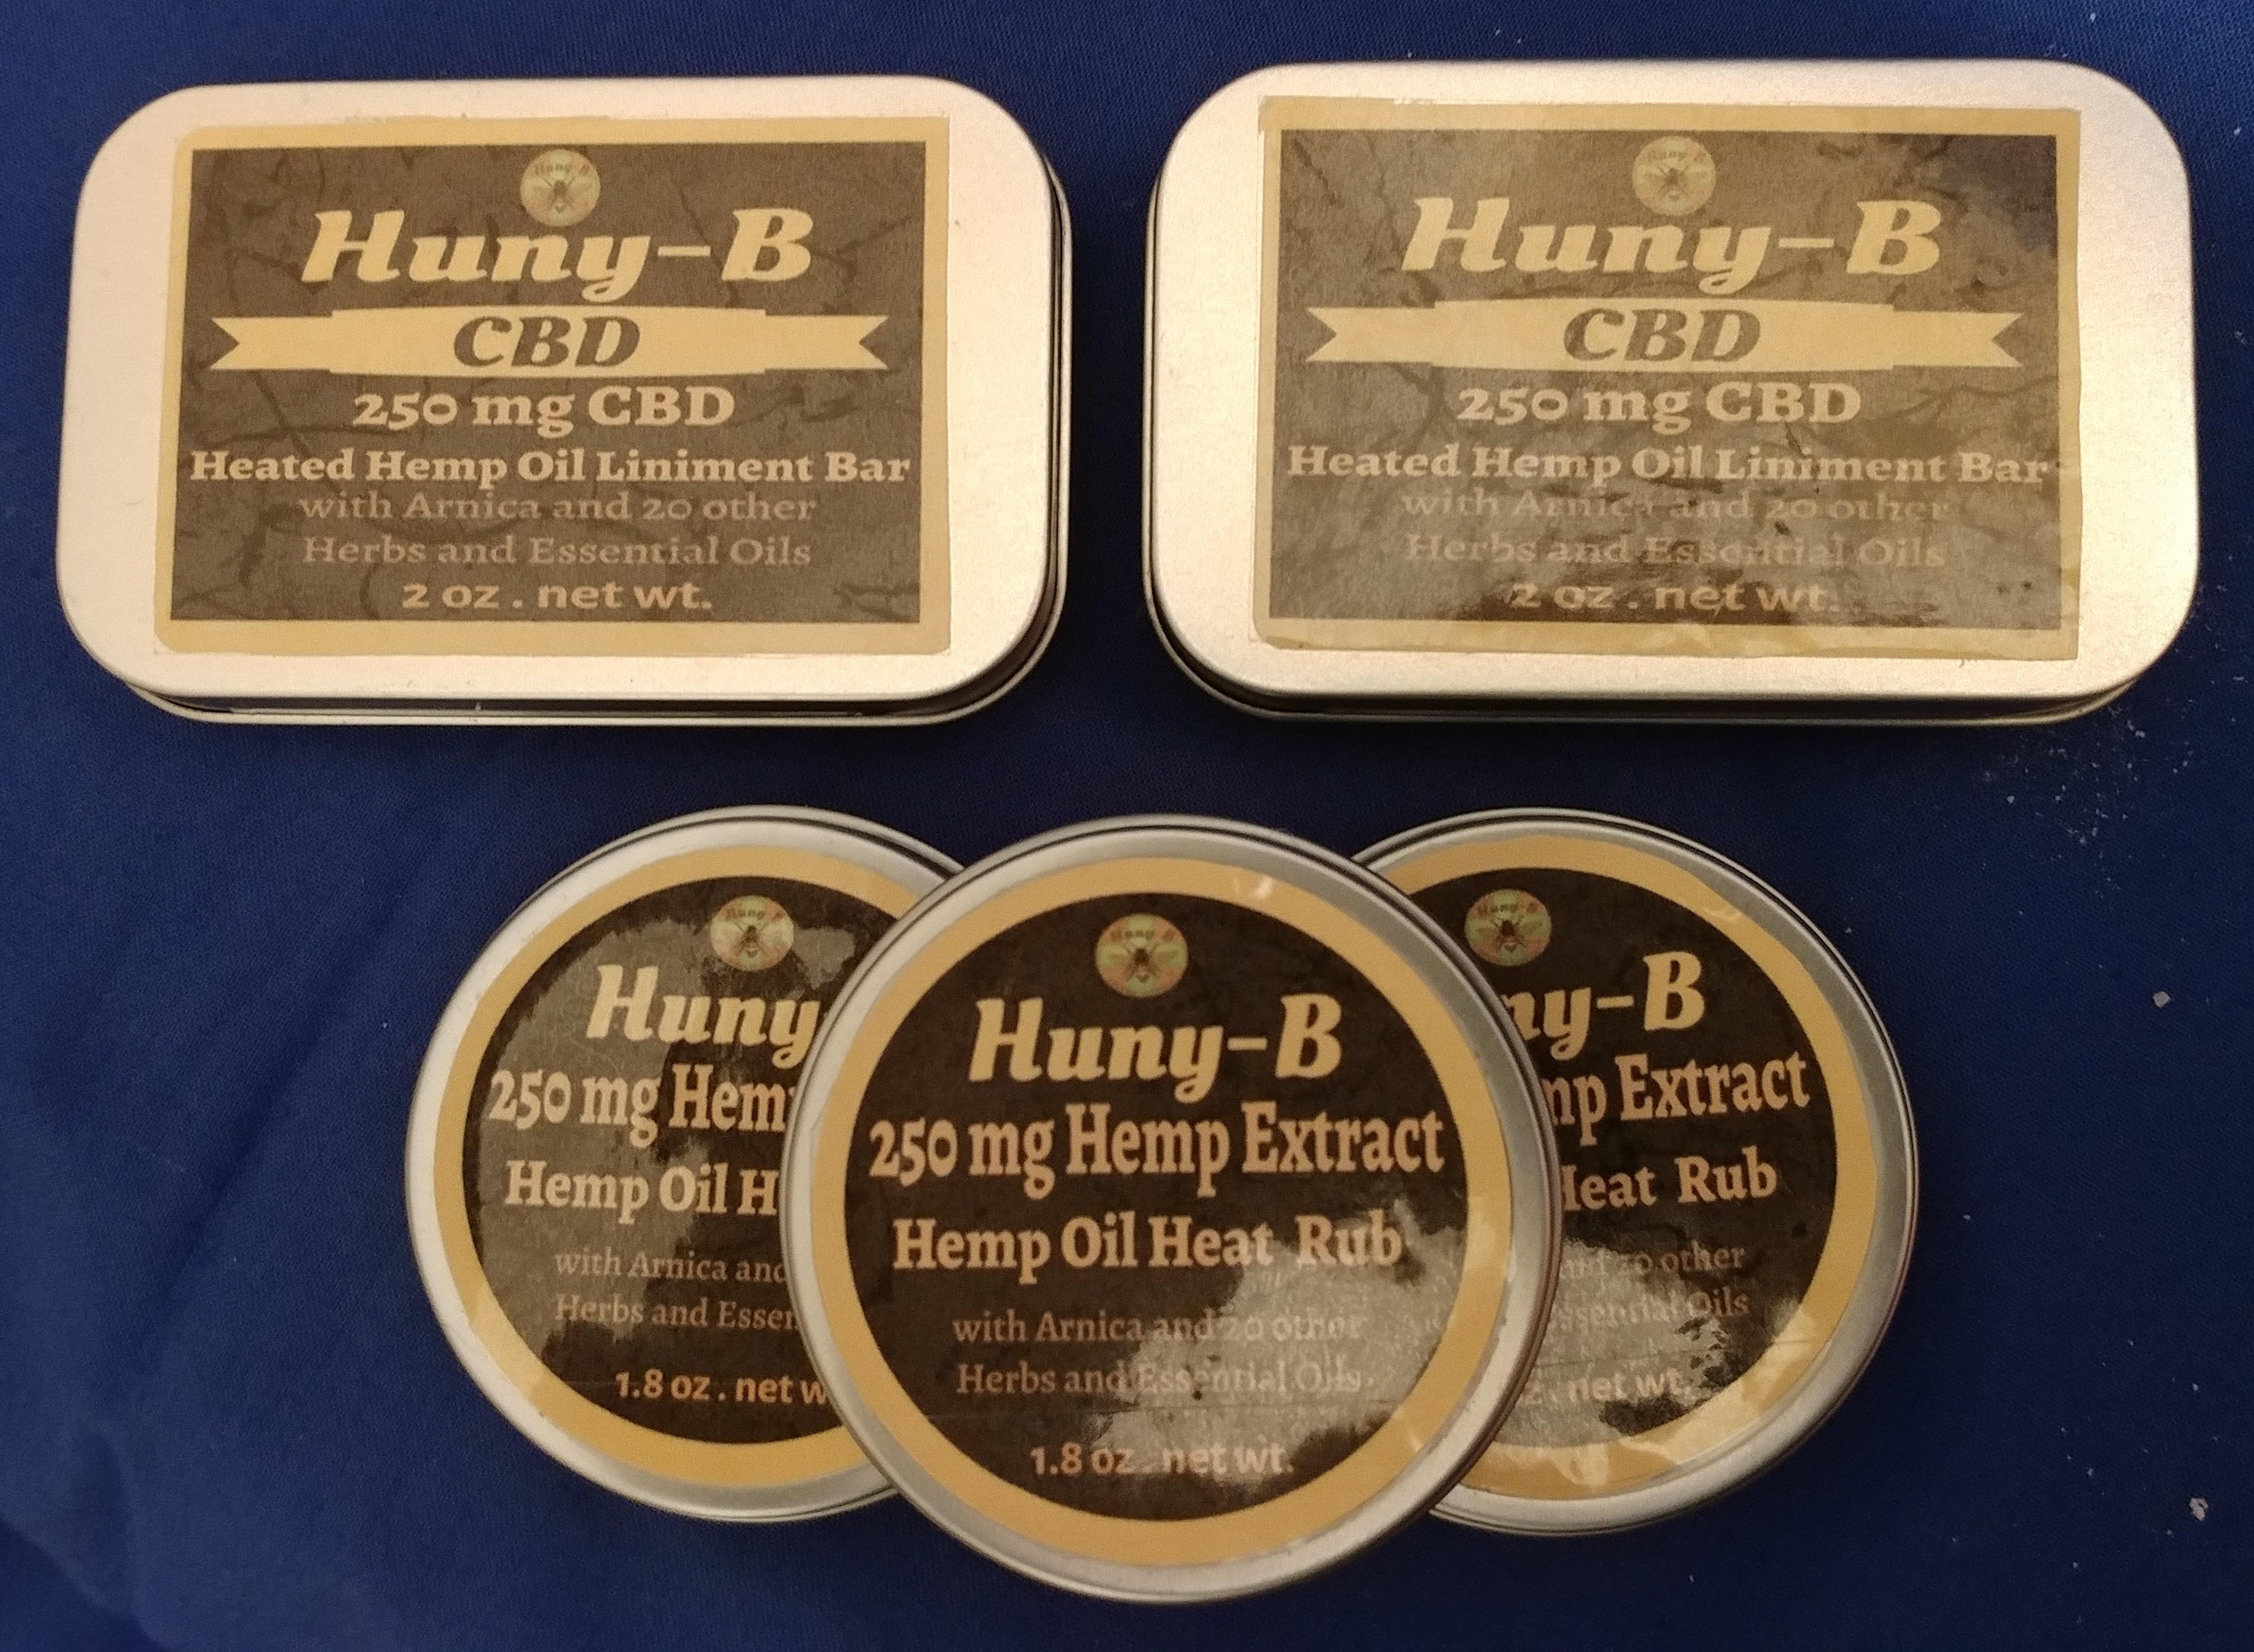 Huny-B
Huny-B
CBD
250 mg CBD
Heated Hemp Oil Liniment Bar
with Arnica and 20 other
Herbs and Essential Oils
2 oz . net wt.
Huny-B
Huny-B
CBD
250 mg CBD
Heated Hemp Oil Liniment Bar
with Arnica and 20 other
Herbs and Essential Oils
2 oz . net wt.
Huny-B
Huny
250 mg Hem
Hemp Oil H
with Arnica and
Herbs and Essen
1.8 oz . net w
Huny-B
Huny-B
250 mg Hemp Extract
Hemp Oil Heat Rub
with Arnica and 20 other
Herbs and Essential Oils
1.8 oz . net wt.
Huny-B
ny-B
mp Extract
Heat Rub
and 20 other
Essential Oils
z . net wt.